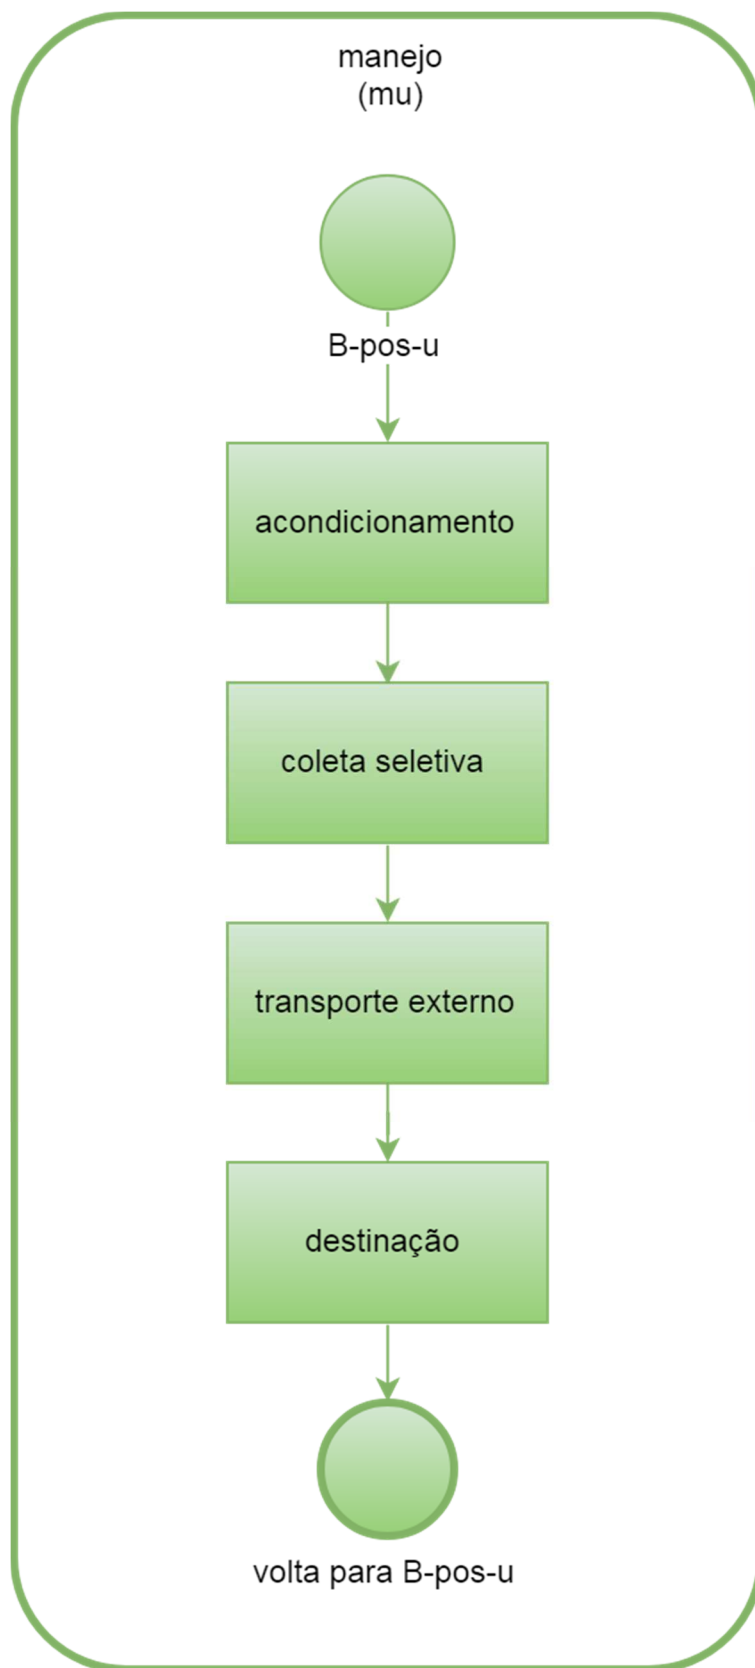 manejo
(mu)
B-pos-u
acondicionamento
coleta seletiva
transporte externo
destinação
volta para B-pos-u